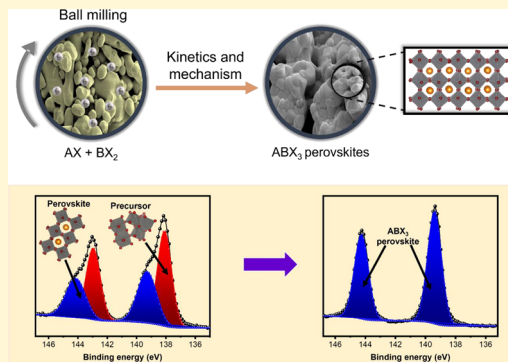 Ball milling
Kinetics and
mechanism
AX + BX₂
ABX₃ perovskites
Perovskite
Precursor
146 144 142 140 138 136
Binding energy (eV)
ABX₃
perovskite
146 144 142 140 138 136
Binding energy (eV)